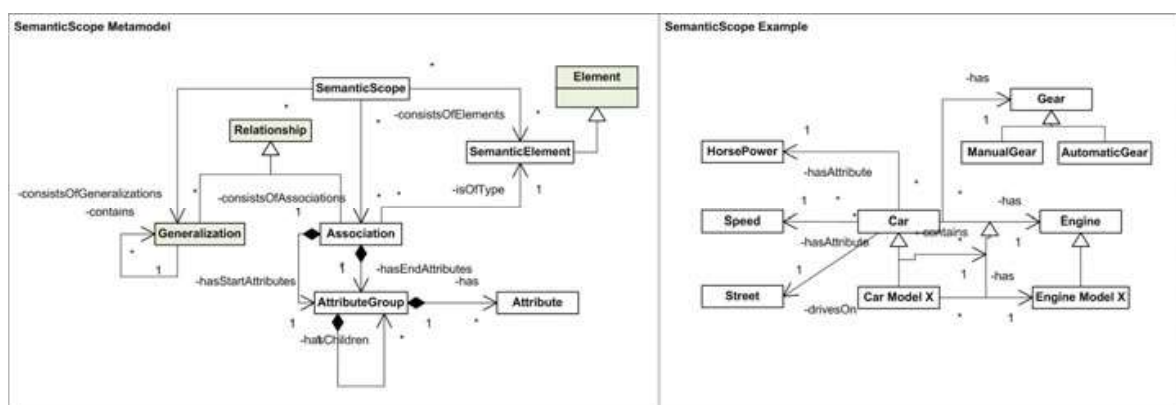 SemanticScope Metamodel
SemanticScope Example
*
Element
-has
SemanticScope
*
*
*
Gear
*
-consistsOfElements
*
1
Relationship
1
HorsePower
ManualGear
AutomaticGear
SemanticElement
-hasAttribute
*
-consistsOfGeneralizations
*
-consistsOfAssociations
*
*
-isOfType
1
*
*
-has
-contains
1
1
*
*
Speed
Car
Engine
Generalization
Association
-hasAttribute
contains
1
*
1
-hasEndAttributes
*
1
1
-hasStartAttributes
-has
1
-has
AttributeGroup
Attribute
Street
Car Model X
Engine Model X
1
1
*
-drivesOn
*
1
-hasChildren
*